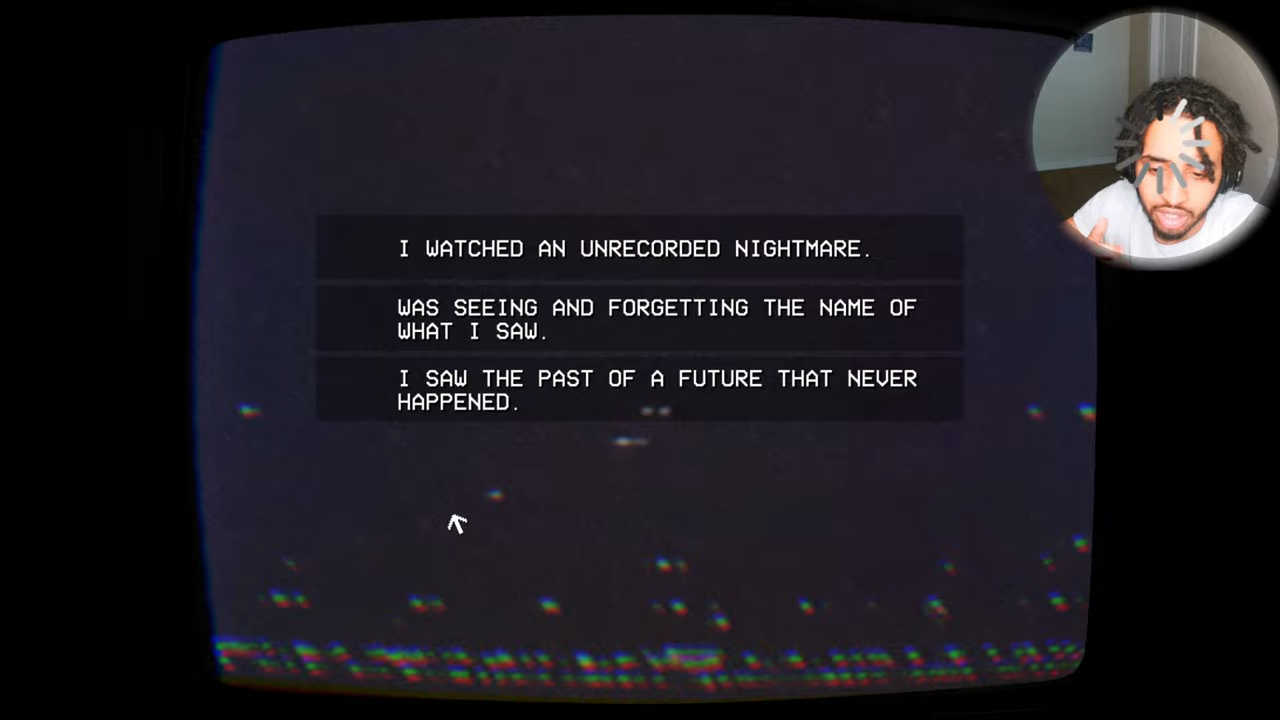 I WATCHED AN UNRECORDED NIGHTMARE.
WAS SEEING AND FORGETTING THE NAME OF
WHAT I SAW.
I SAW THE PAST OF A FUTURE THAT NEVER
HAPPENED.